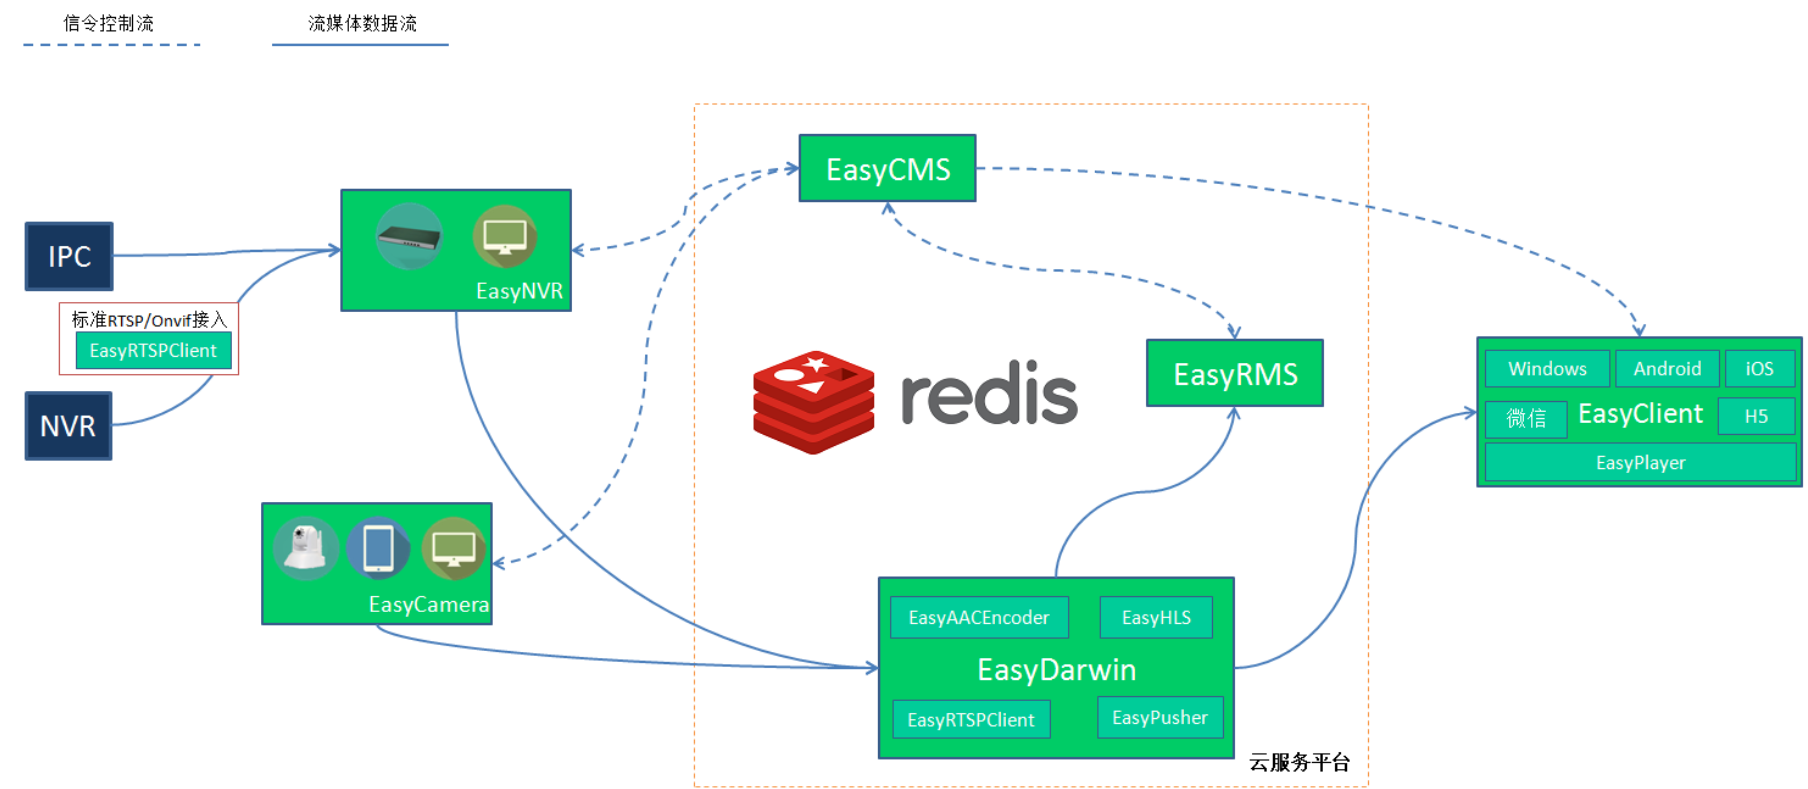 信令控制流
流媒体数据流
EasyCMS
IPC
EasyNVR
标准RTSP/Onvif接入
EasyRTSPClient
NVR
redis
EasyRMS
Windows
Android
iOS
微信
EasyClient
H5
EasyPlayer
EasyCamera
EasyAACEncoder
EasyHLS
EasyDarwin
EasyRTSPClient
EasyPusher
云服务平台